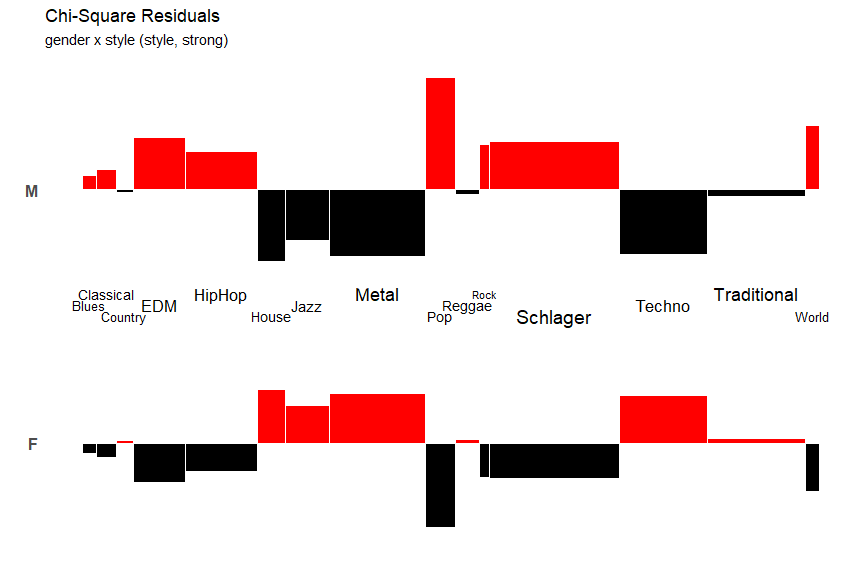 Chi-Square Residuals
gender x style (style, strong)
M
Blues
Classical
Country
EDM
HipHop
House
Jazz
Metal
Pop
Reggae
Rock
Schlager
Techno
Traditional
World
F